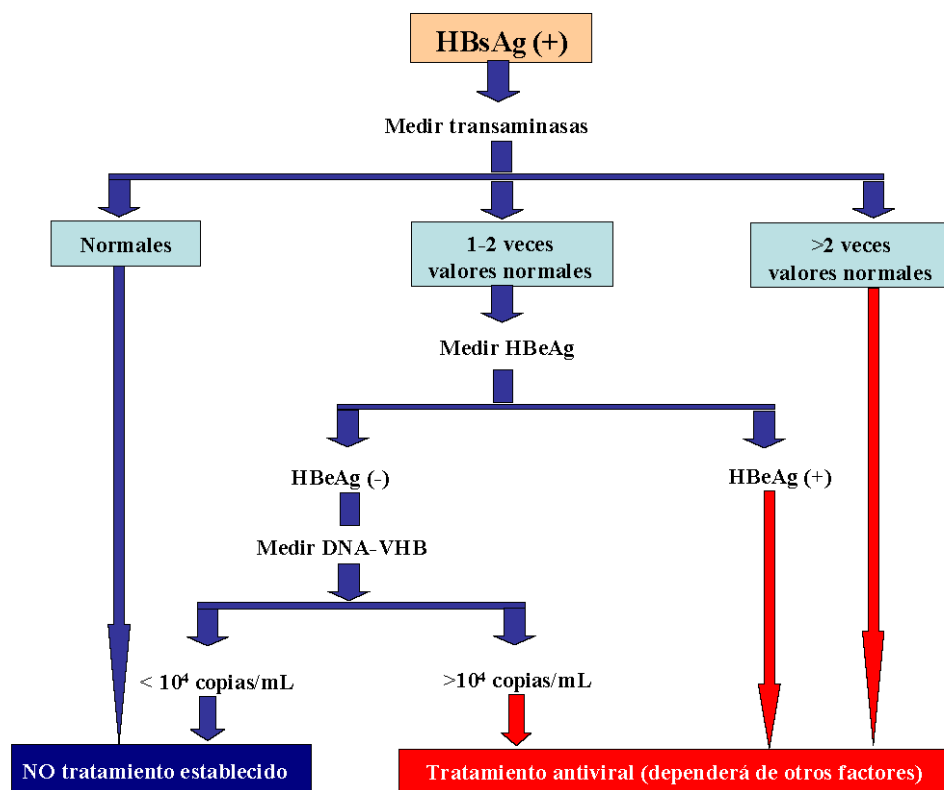 HBsAg (+)
Medir transaminasas
Normales
1-2 veces
valores normales
>2 veces
valores normales
Medir HBeAg
HBeAg (-)
HBeAg (+)
Medir DNA-VHB
< 10⁴ copias/mL
>10⁴ copias/mL
NO tratamiento establecido
Tratamiento antiviral (dependerá de otros factores)